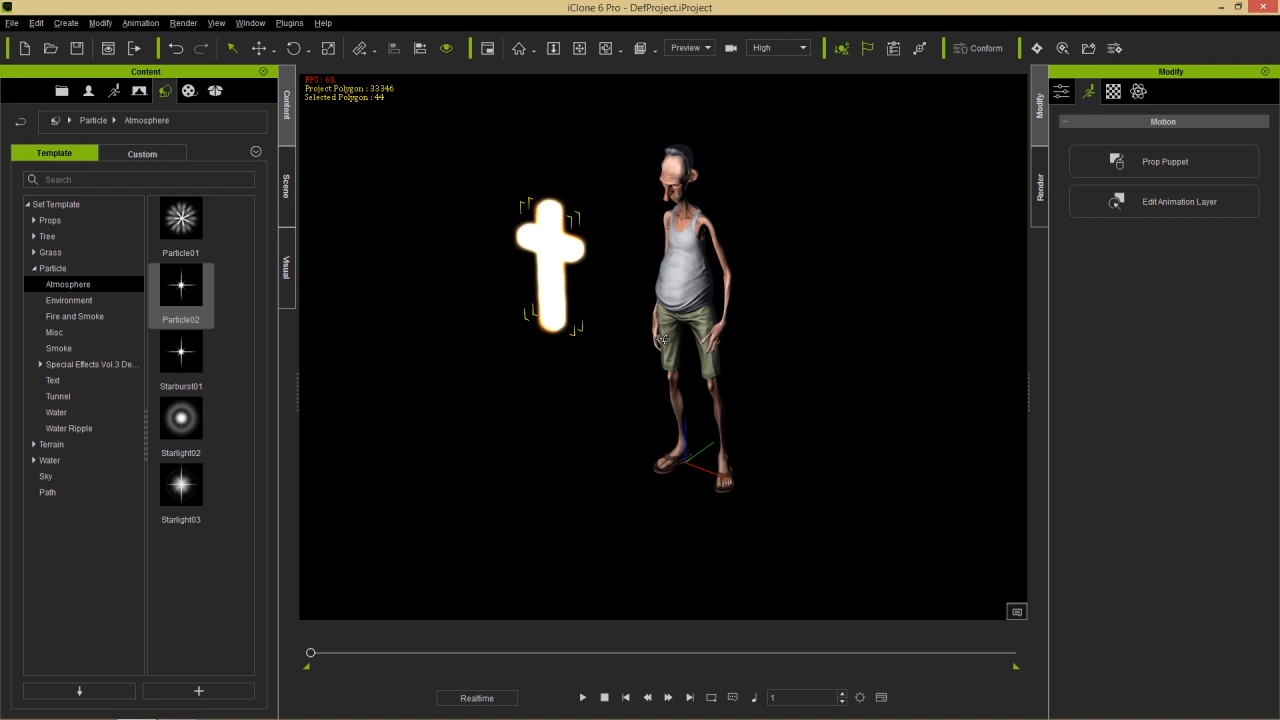 iClone 6 Pro - DefProject.iProject
File Edit Create Modify Animation Render View Window Plugins Help
Preview High Conform
Content
Modify
FPS : 60.
Project Polygon : 33346
Selected Polygon : 44
Particle Atmosphere
Template Custom
Search
SetTemplate
Props
Tree
Grass
Particle
Atmosphere
Environment
Fire and Smoke
Misc
Smoke
Special Effects Vol.3 De...
Text
Tunnel
Water
Water Ripple
Terrain
Water
Sky
Path
Particle01
Particle02
Starburst01
Starlight02
Starlight03
Content
Scene
Visual
Modify
Render
Motion
Prop Puppet
Edit Animation Layer
Realtime
1